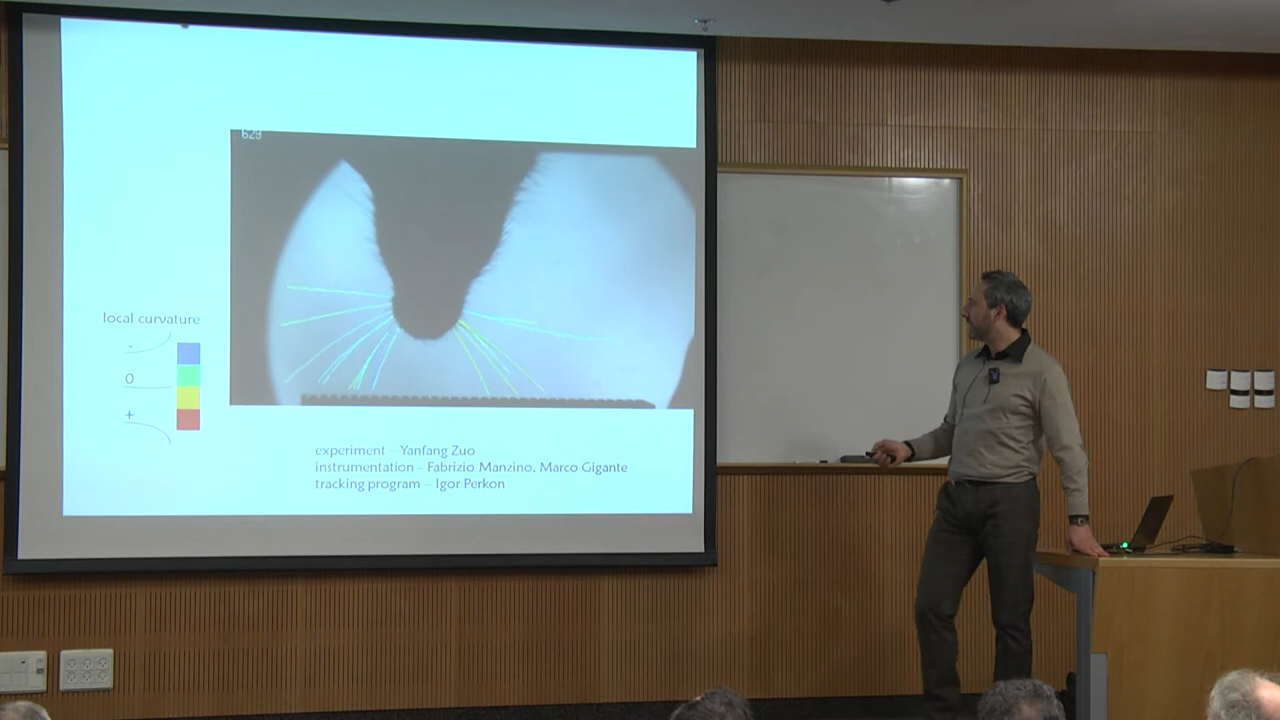 629
local curvature
-
0
+
experiment – Yanfang Zuo
instrumentation – Fabrizio Manzino, Marco Gigante
tracking program – Igor Perkon